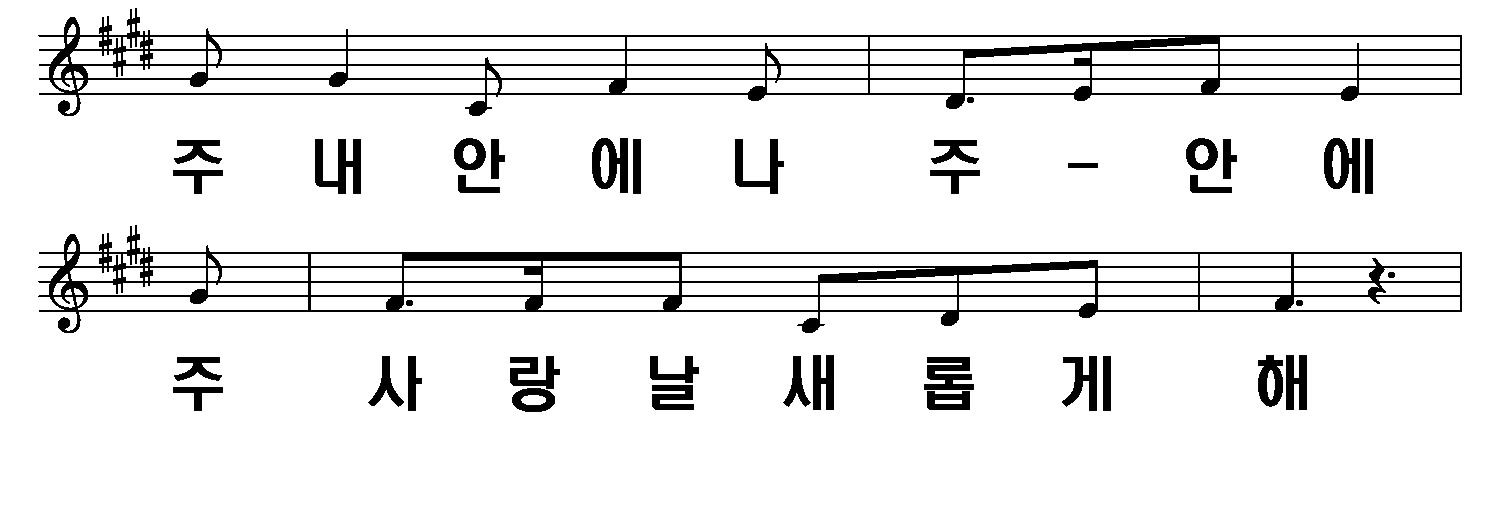 주 내 안 에 나 주 - 안 에
주 사 랑 날 새 롭 게 해